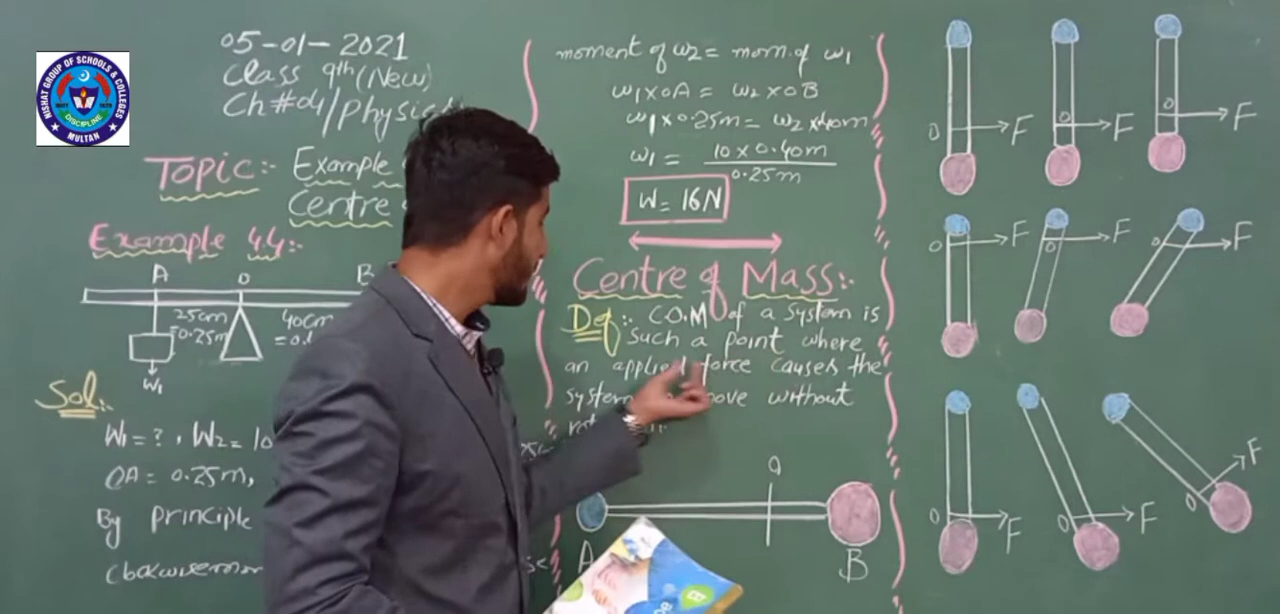 NISHAT GROUP OF SCHOOLS & COLLEGES
DISCIPLINE
MULTAN
05-01-2021
Class 9th (New)
Ch#04/Physics
Topic:- Example
Centre
Example 4.4:-
A O B
25cm 40cm
0.25m = 0.
W1
Sol:-
W1 = ?, W2 = 10
OA = 0.25m,
By principle
moment of w2 = mom. of w1
w1 x OA = w2 x OB
w1 x 0.25m = w2 x 40m
w1 = 10 x 0.40m
0.25m
W = 16N
Centre of Mass:-
Def:- C.O.M of a system is
Such a point where
an applied force causes the
system move without
O
A B
O F O F O F
O F O F O F
O F O F O F